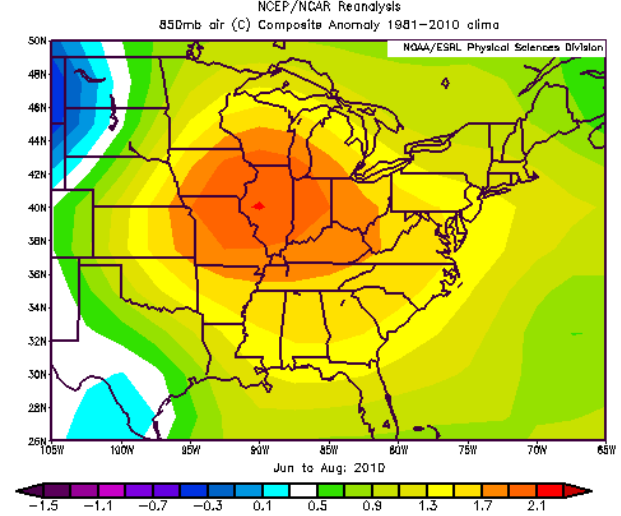 NCEP/NCAR Reanalysis
850mb air (C) Composite Anomaly 1981-2010 clima
NOAA/ESRL Physical Sciences Division
50N
48N
46N
44N
42N
40N
38N
36N
34N
32N
30N
28N
26N
105W 100W 95W 90W 85W 80W 75W 70W 65W
Jun to Aug: 2010
-1.5 -1.1 -0.7 -0.3 0.1 0.5 0.9 1.3 1.7 2.1